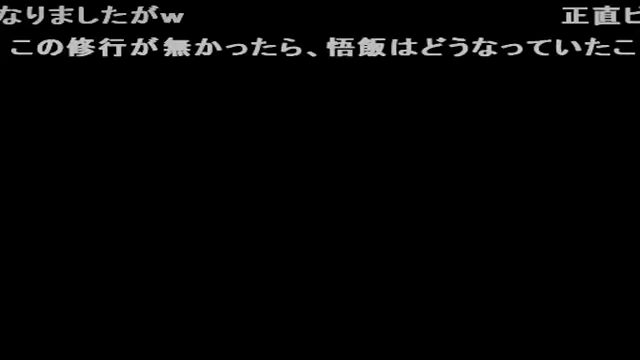 なりましたがｗ 正直ピ
この修行が無かったら、悟飯はどうなっていたこ